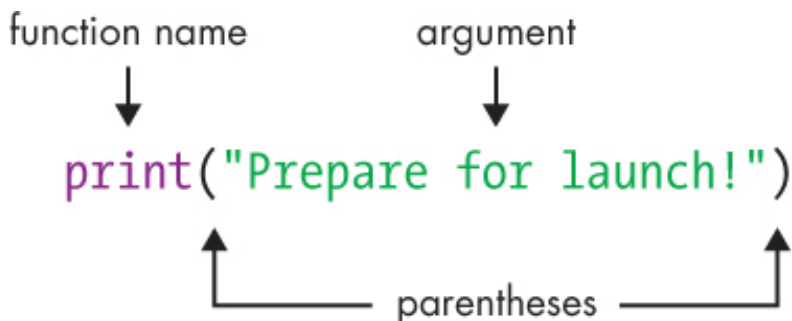 function name argument
print("Prepare for launch!")
parentheses